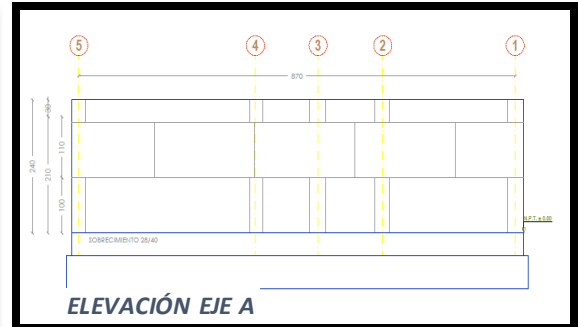 5 4 3 2 1
870
30
110
240
210
100
N.P.T. ± 0.00
SOBRECIMIENTO 28/40
ELEVACIÓN EJE A